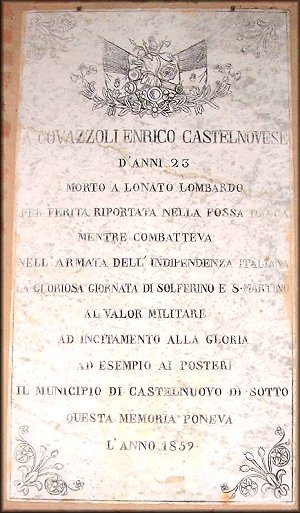 A COVAZZOLI ENRICO CASTELNOVESE
D'ANNI 23
MORTO A LONATO LOMBARDO
PER FERITA RIPORTATA NELLA FOSSA
MENTRE COMBATTEVA
NELL'ARMATA DELL'INDIPENDENZA ITALIANA
LA GLORIOSA GIORNATA DI SOLFERINO E S. MARTINO
AL VALOR MILITARE
AD INCITAMENTO ALLA GLORIA
AD ESEMPIO AI POSTERI
IL MUNICIPIO DI CASTELNUOVO DI SOTTO
QUESTA MEMORIA PONEVA
L'ANNO 1859.